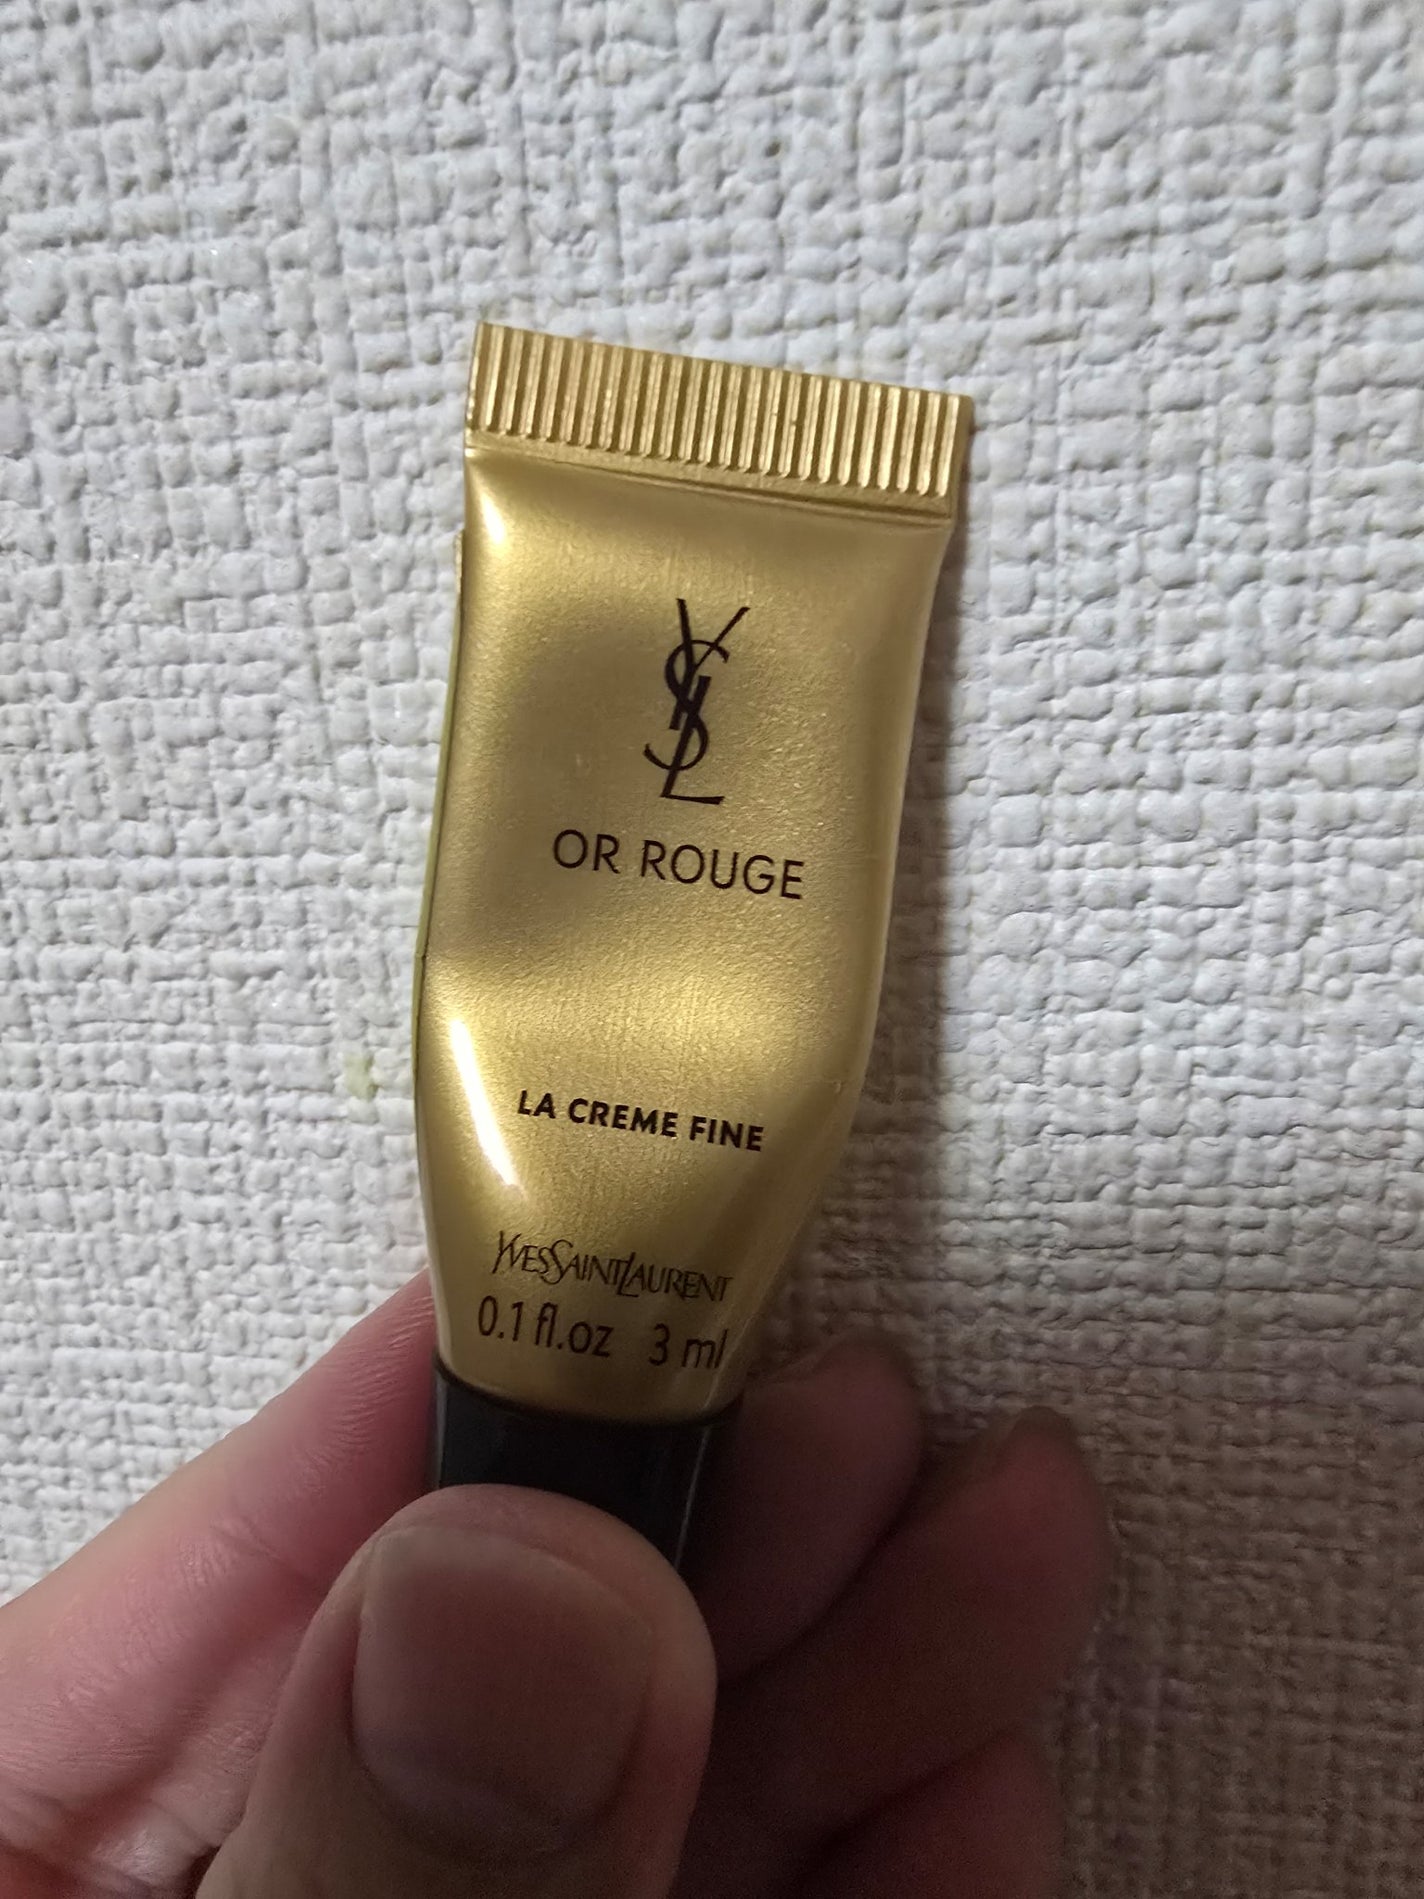 YSL
OR ROUGE
LA CREME FINE
YVESSAINTLAURENT
0.1 fl.oz 3 ml